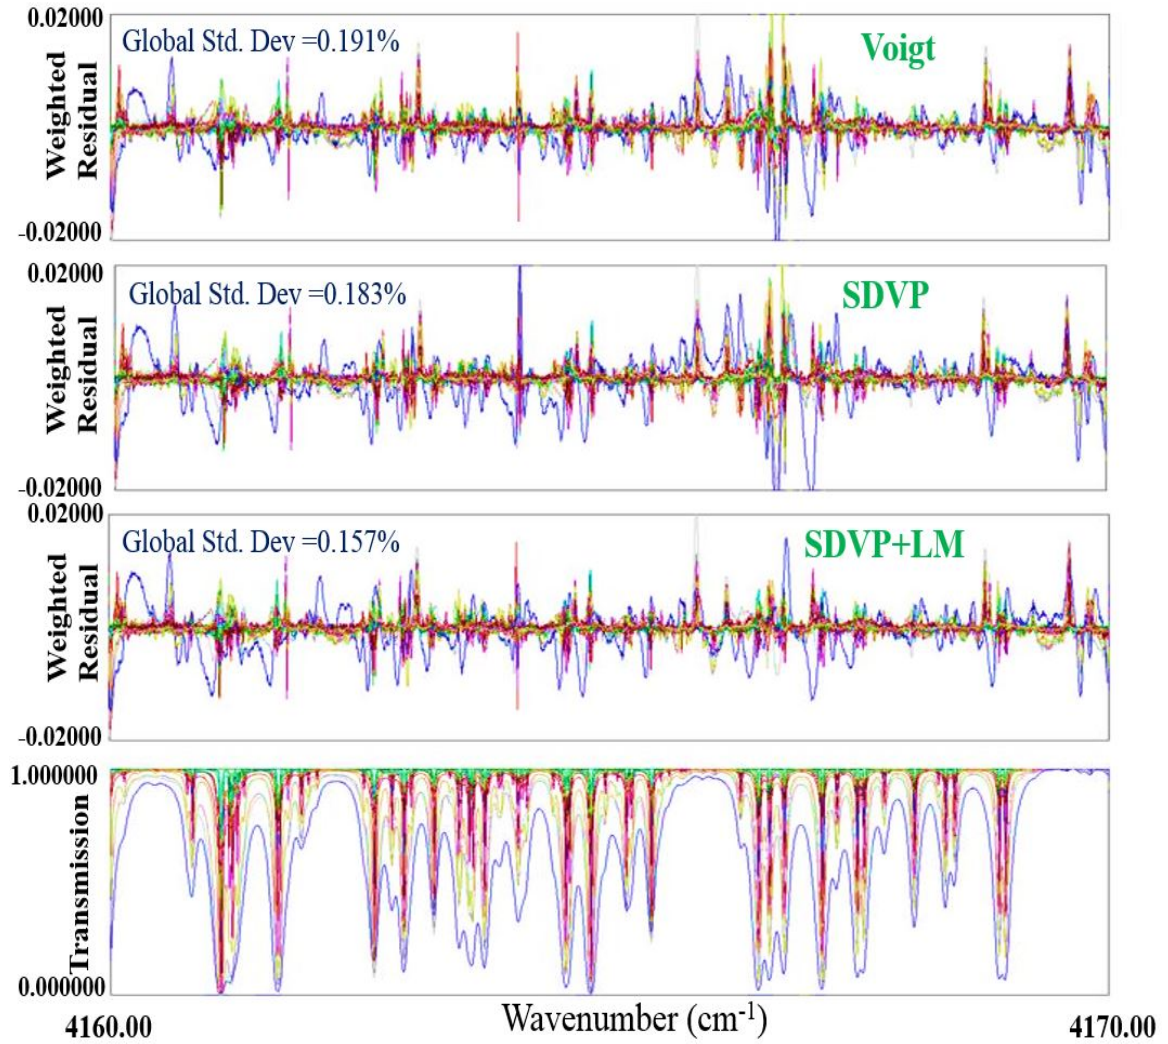 0.02000
Global Std. Dev =0.191%
Voigt
Weighted
Residual
-0.02000
0.02000
Global Std. Dev =0.183%
SDVP
Weighted
Residual
-0.02000
0.02000
Global Std. Dev =0.157%
SDVP+LM
Weighted
Residual
-0.02000
1.000000
Transmission
0.000000
4160.00
Wavenumber (cm-1)
4170.00